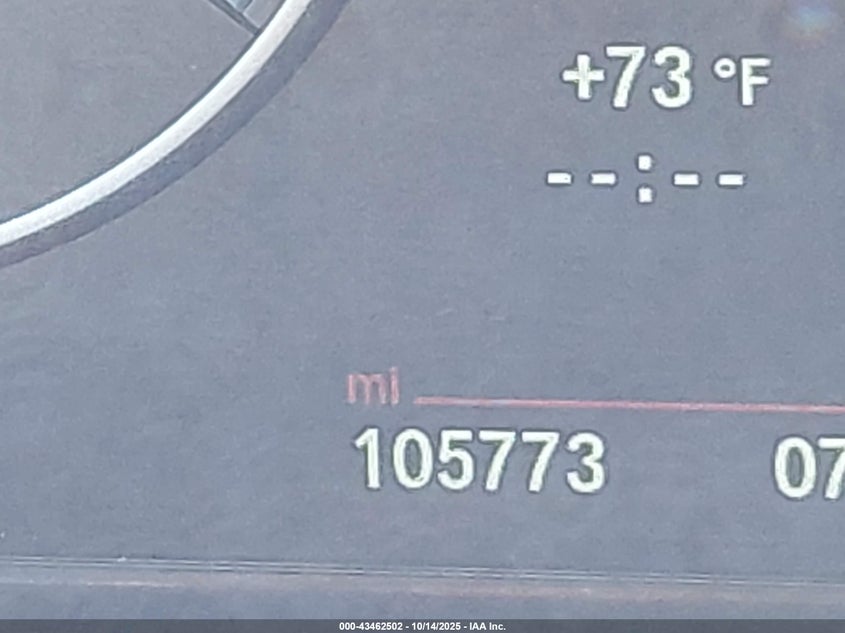 +73 °F
--:--
mi
105773 07
000-43462502 - 10/14/2025 - IAA Inc.